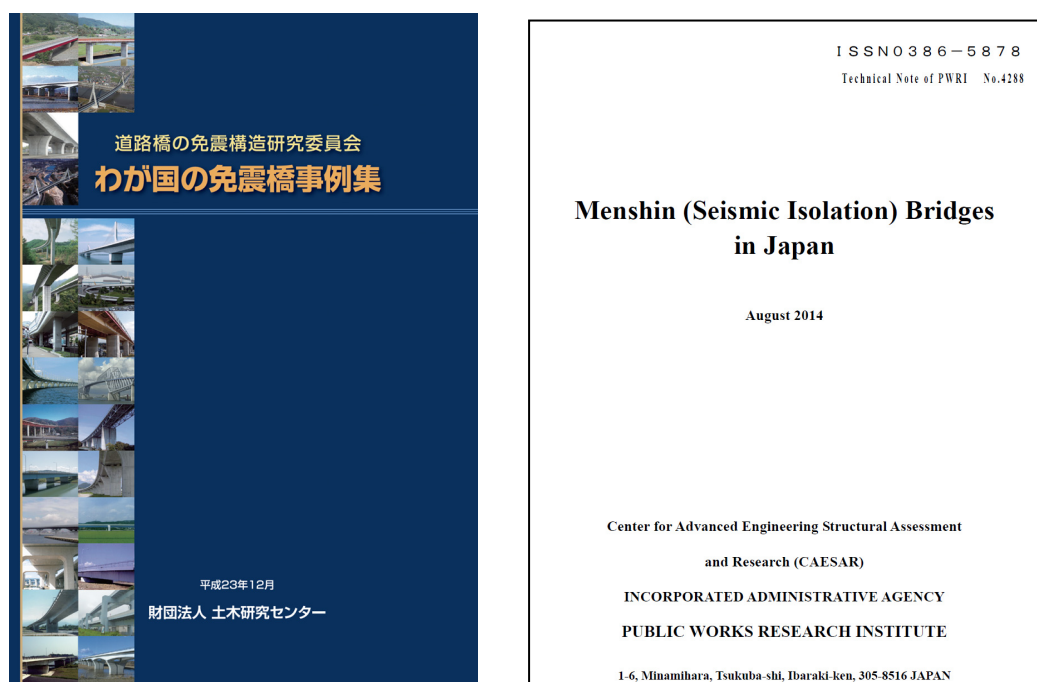 道路橋の免震構造研究委員会
わが国の免震橋事例集
平成23年12月
財団法人 土木研究センター
ISSN0386－5878
Technical Note of PWRI No.4288
Menshin (Seismic Isolation) Bridges
in Japan
August 2014
Center for Advanced Engineering Structural Assessment
and Research (CAESAR)
INCORPORATED ADMINISTRATIVE AGENCY
PUBLIC WORKS RESEARCH INSTITUTE
1-6, Minamihara, Tsukuba-shi, Ibaraki-ken, 305-8516 JAPAN